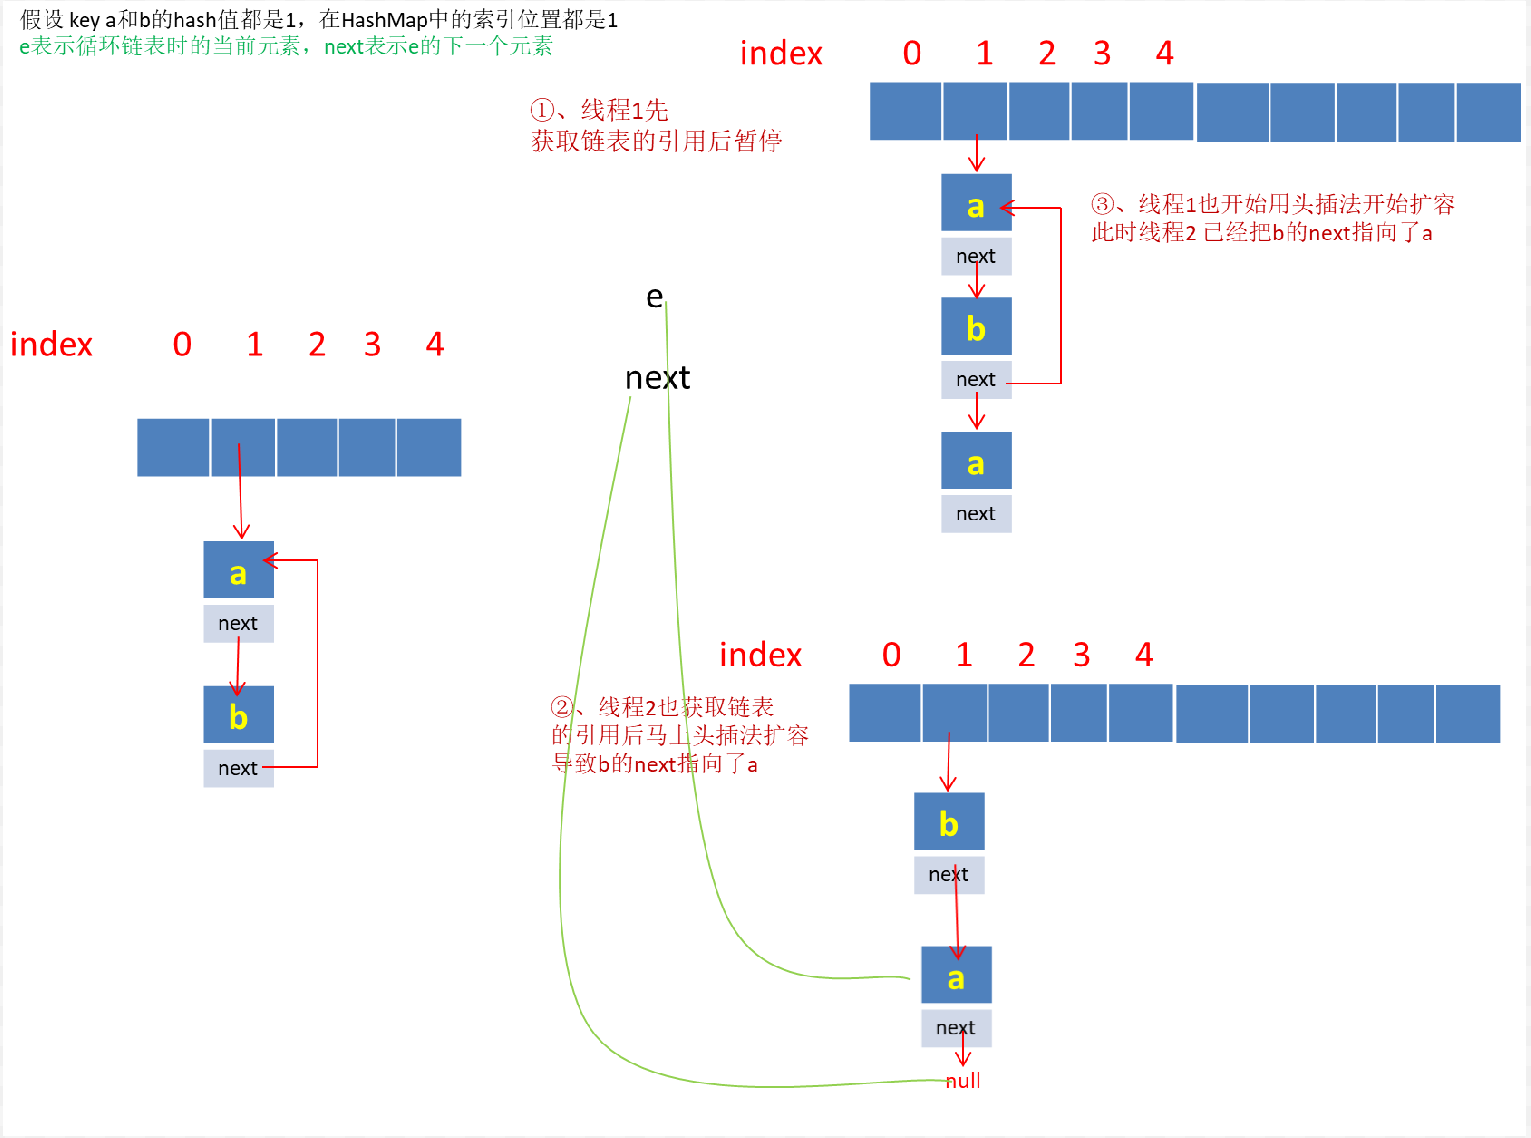 假设 key a和b的hash值都是1，在HashMap中的索引位置都是1
e表示循环链表时的当前元素，next表示e的下一个元素
index 0 1 2 3 4
①、线程1先
获取链表的引用后暂停
a
next
b
next
a
next
③、线程1也开始用头插法开始扩容
此时线程2 已经把b的next指向了a
e
next
index 0 1 2 3 4
a
next
b
next
index 0 1 2 3 4
②、线程2也获取链表
的引用后马上头插法扩容
导致b的next指向了a
b
next
a
next
null